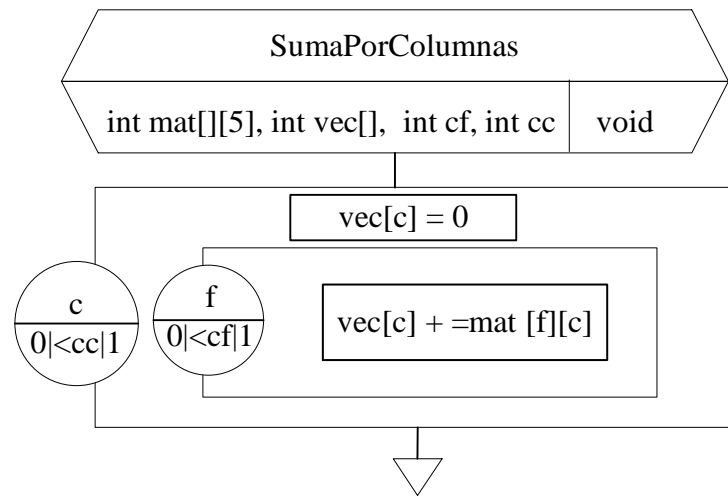 SumaPorColumnas
int mat[][5], int vec[], int cf, int cc void
vec[c] = 0
c
0|<cc|1
f
0|<cf|1
vec[c] + =mat [f][c]